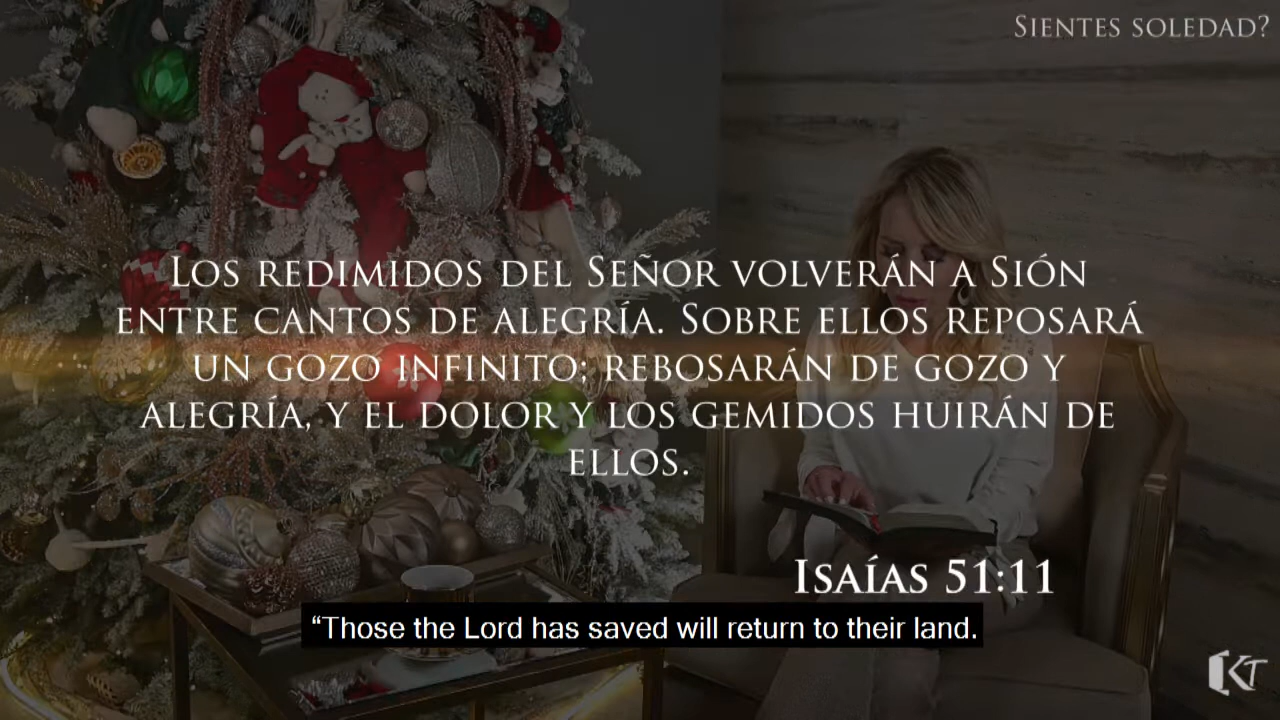 Sientes soledad?
Los redimidos del Señor volverán a Sión
entre cantos de alegría. Sobre ellos reposará
un gozo infinito; rebosarán de gozo y
alegría, y el dolor y los gemidos huirán de
ellos.
Isaías 51:11
“Those the Lord has saved will return to their land.
KT